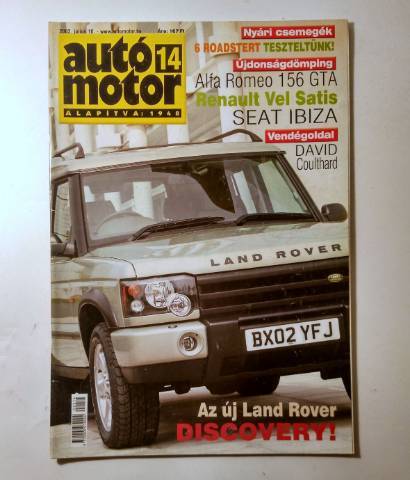 Nyári csemegék
6 ROADSTERT TESZTELTÜNK!
autó 14
motor
ALAPÍTVA: 1948
Újdonságdömping
Alfa Romeo 156 GTA
Renault Vel Satis
SEAT IBIZA
Vendégoldal
DAVID
Coulthard
LAND ROVER
BX02 YFJ
Az új Land Rover
DISCOVERY!